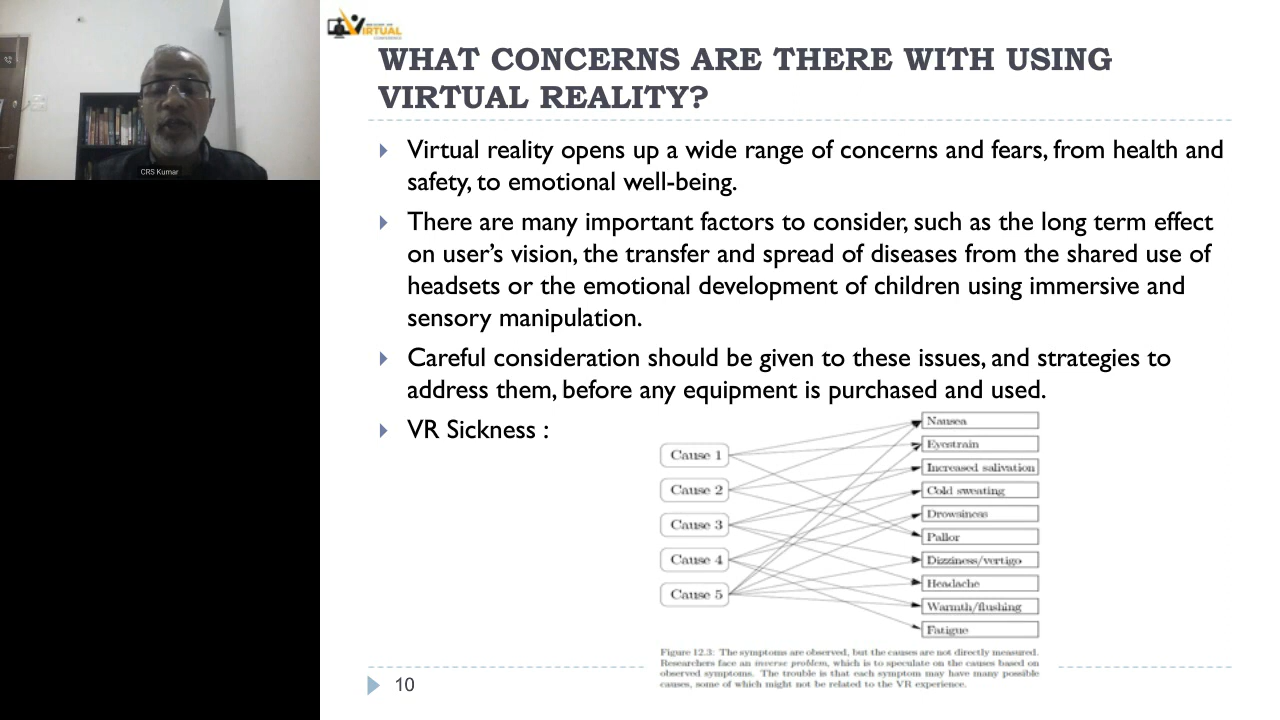 CRS Kumar
VIRTUAL
WHAT CONCERNS ARE THERE WITH USING
VIRTUAL REALITY?
Virtual reality opens up a wide range of concerns and fears, from health and
safety, to emotional well-being.
There are many important factors to consider, such as the long term effect
on user’s vision, the transfer and spread of diseases from the shared use of
headsets or the emotional development of children using immersive and
sensory manipulation.
Careful consideration should be given to these issues, and strategies to
address them, before any equipment is purchased and used.
VR Sickness :
Cause 1
Cause 2
Cause 3
Cause 4
Cause 5
Nausea
Eyestrain
Increased salivation
Cold sweating
Drowsiness
Pallor
Dizziness/vertigo
Headache
Warmth/flushing
Fatigue
Figure 12.3: The symptoms are observed, but the causes are not directly measured.
Researchers face an inverse problem, which is to speculate on the causes based on
observed symptoms. The trouble is that each symptom may have many possible
causes, some of which might not be related to the VR experience.
10